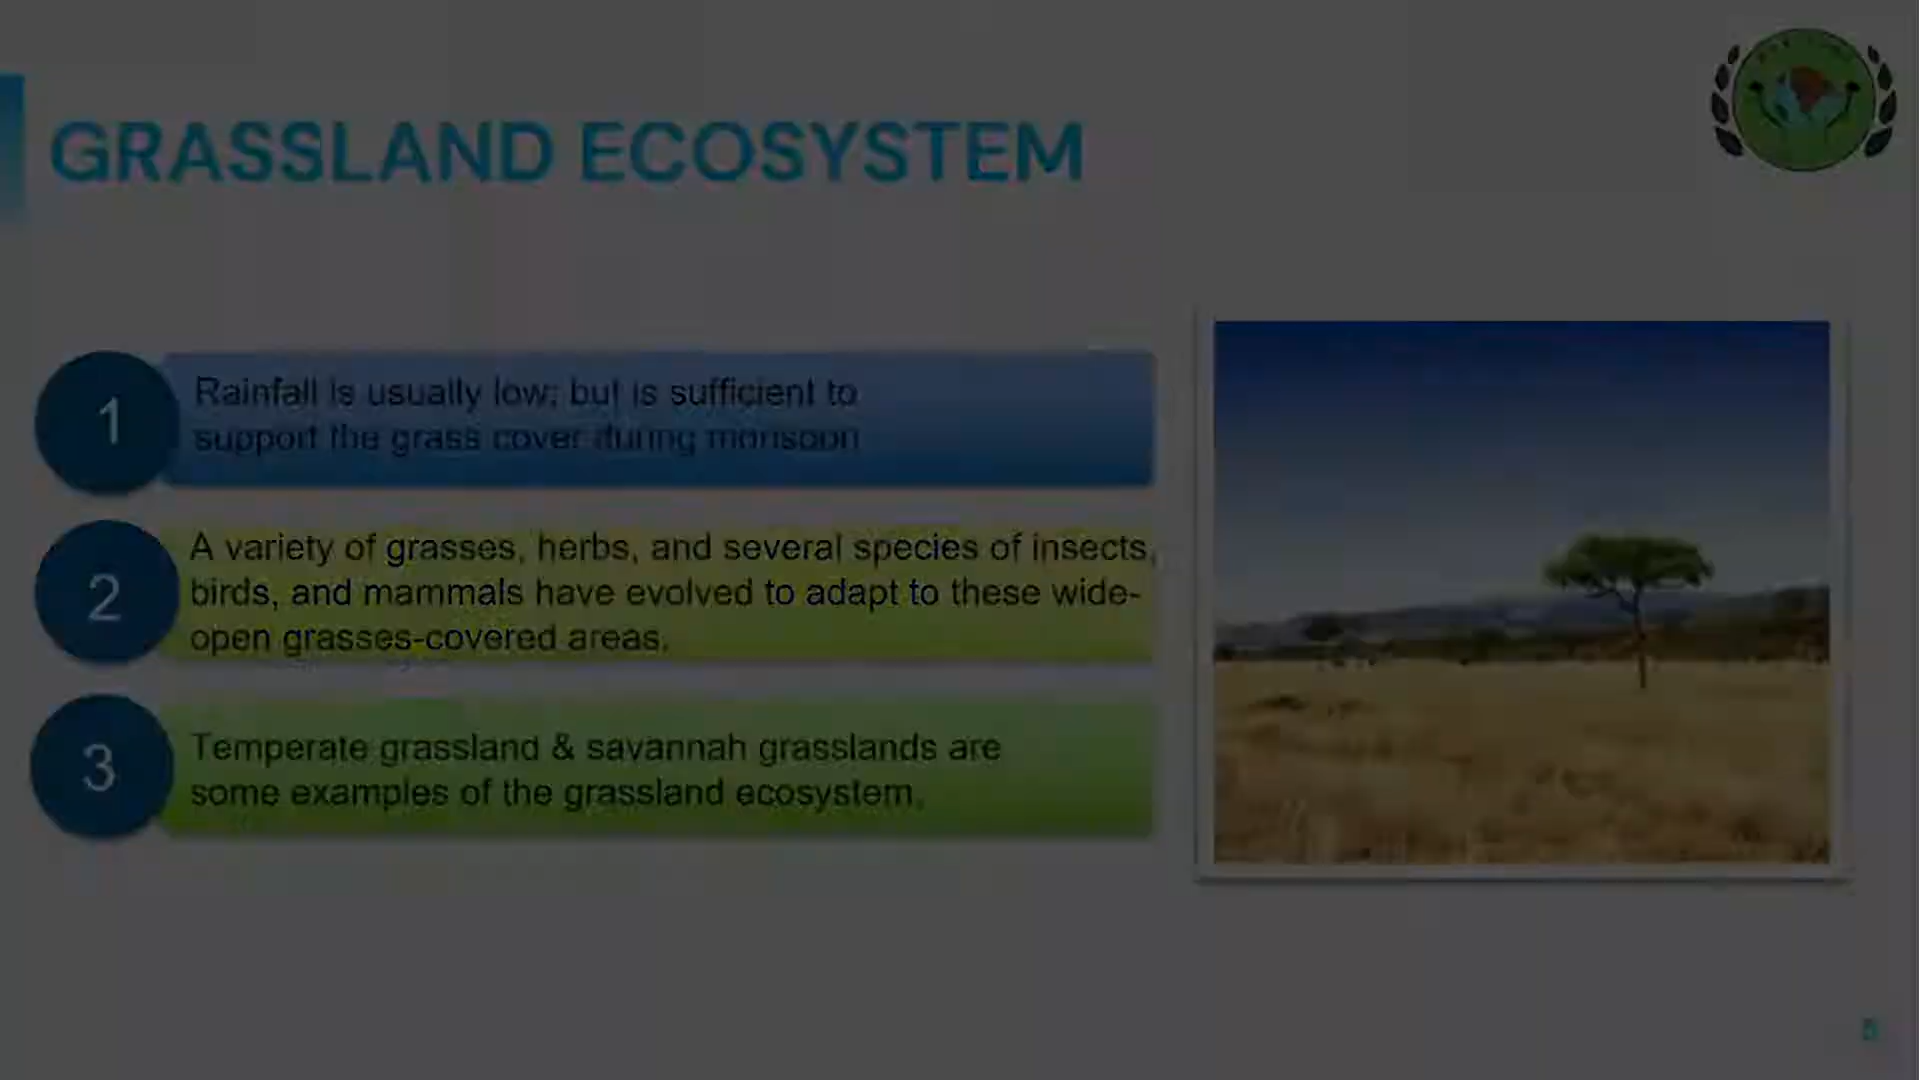 GRASSLAND ECOSYSTEM
1
Rainfall is usually low; but is sufficient to
support the grass cover during monsoon
2
A variety of grasses, herbs, and several species of insects,
birds, and mammals have evolved to adapt to these wide-
open grasses-covered areas.
3
Temperate grassland & savannah grasslands are
some examples of the grassland ecosystem.